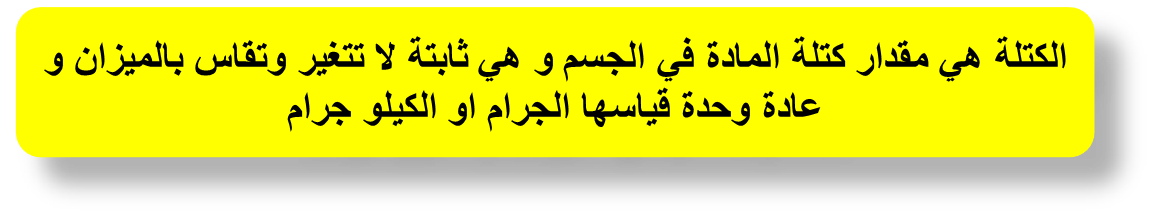 الكتلة هي مقدار كتلة المادة في الجسم و هي ثابتة لا تتغير وتقاس بالميزان و
عادة وحدة قياسها الجرام او الكيلو جرام